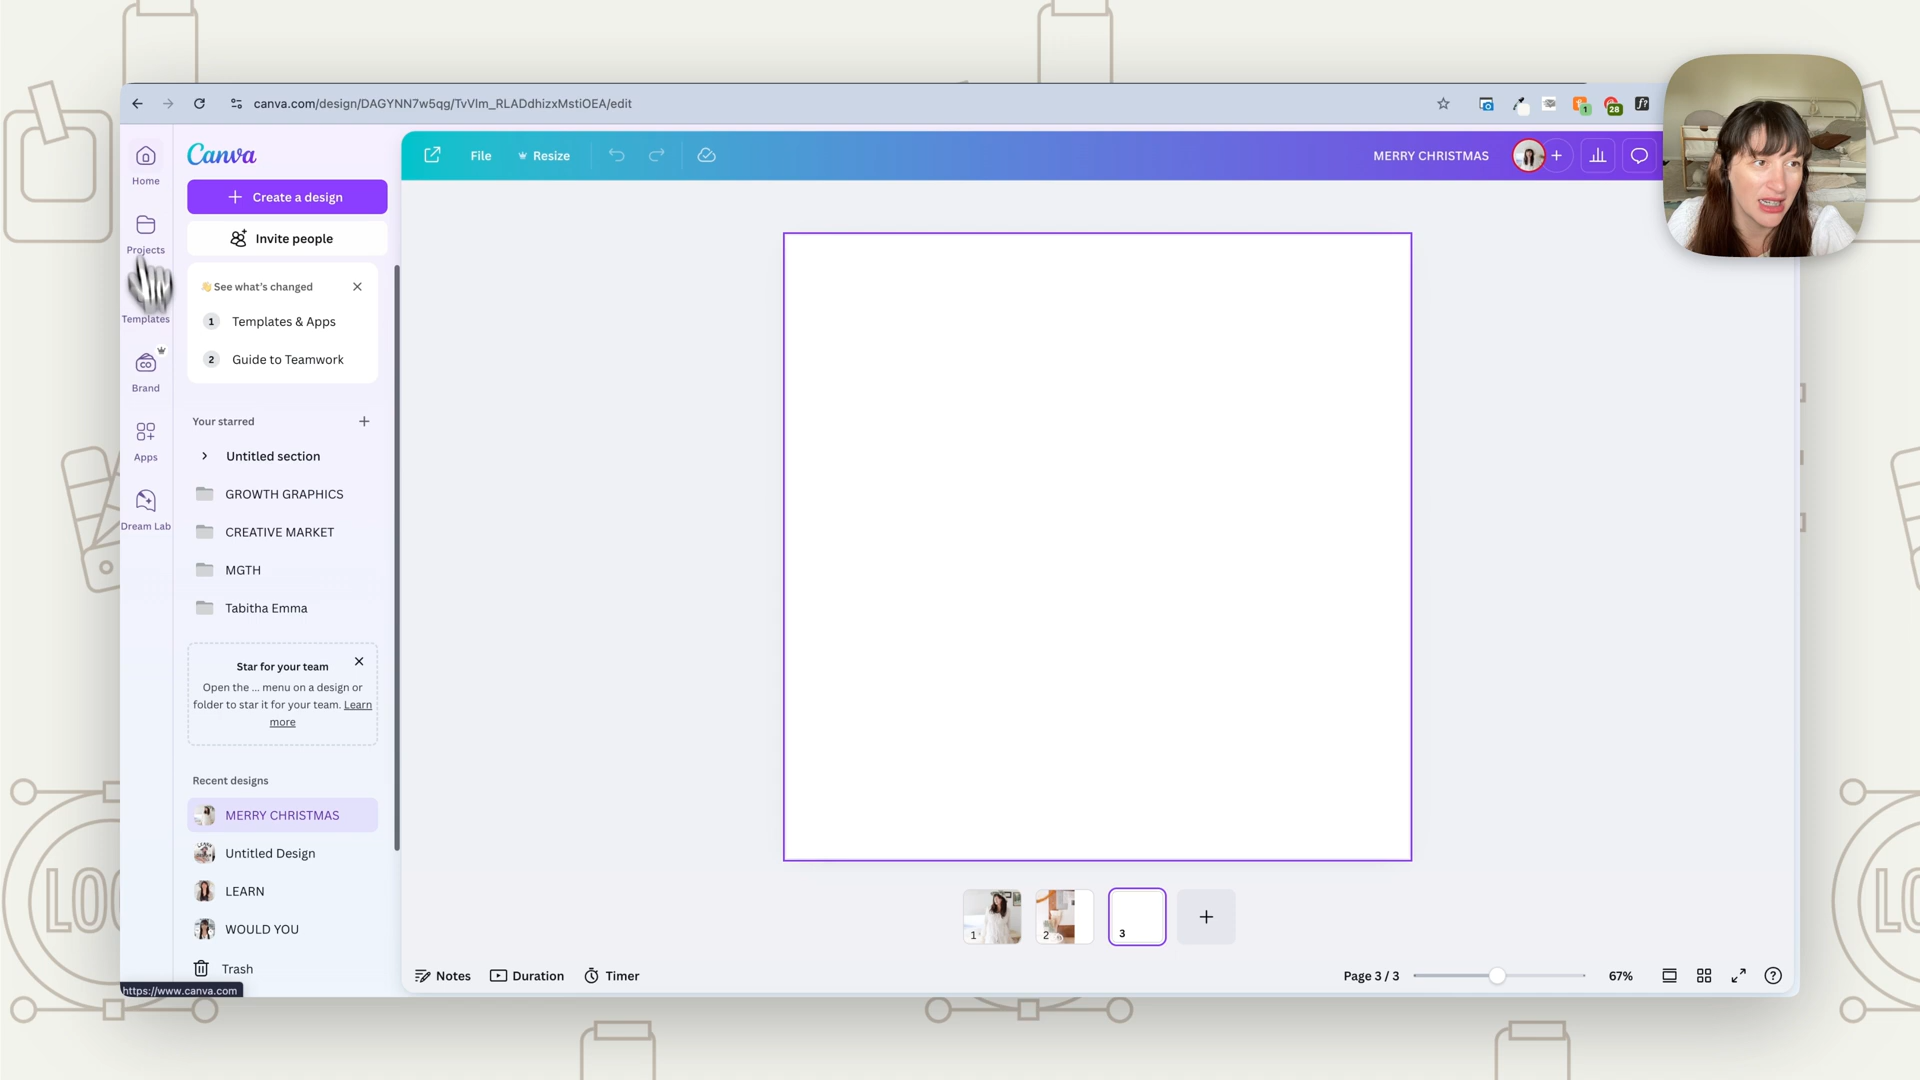 canva.com/design/DAGYNN7w5qg/TvVlm_RLADdhizxMstiOEA/edit
1
28
f?
Home
Projects
Templates
Brand
CO
Apps
Dream Lab
Canva
Create a design
Invite people
👋 See what's changed
1 Templates & Apps
2 Guide to Teamwork
Your starred
Untitled section
GROWTH GRAPHICS
CREATIVE MARKET
MGTH
Tabitha Emma
Star for your team
Open the ... menu on a design or
folder to star it for your team. Learn
more
Recent designs
MERRY CHRISTMAS
Untitled Design
LEARN
WOULD YOU
Trash
https://www.canva.com
File
Resize
MERRY CHRISTMAS
1
2
3
Notes
Duration
Timer
Page 3 / 3
67%